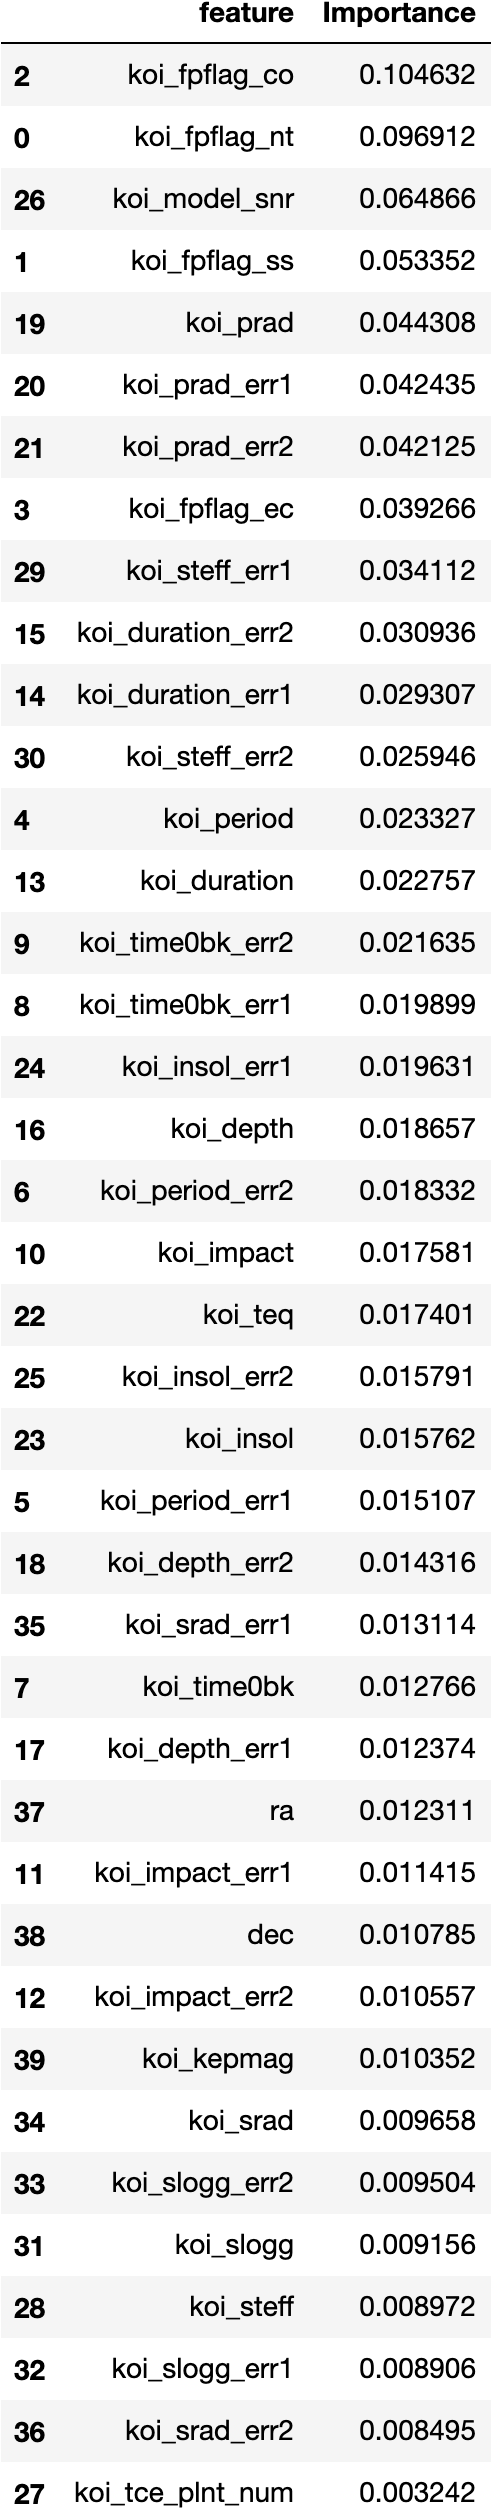 feature Importance
2 koi_fpflag_co 0.104632
0 koi_fpflag_nt 0.096912
26 koi_model_snr 0.064866
1 koi_fpflag_ss 0.053352
19 koi_prad 0.044308
20 koi_prad_err1 0.042435
21 koi_prad_err2 0.042125
3 koi_fpflag_ec 0.039266
29 koi_steff_err1 0.034112
15 koi_duration_err2 0.030936
14 koi_duration_err1 0.029307
30 koi_steff_err2 0.025946
4 koi_period 0.023327
13 koi_duration 0.022757
9 koi_time0bk_err2 0.021635
8 koi_time0bk_err1 0.019899
24 koi_insol_err1 0.019631
16 koi_depth 0.018657
6 koi_period_err2 0.018332
10 koi_impact 0.017581
22 koi_teq 0.017401
25 koi_insol_err2 0.015791
23 koi_insol 0.015762
5 koi_period_err1 0.015107
18 koi_depth_err2 0.014316
35 koi_srad_err1 0.013114
7 koi_time0bk 0.012766
17 koi_depth_err1 0.012374
37 ra 0.012311
11 koi_impact_err1 0.011415
38 dec 0.010785
12 koi_impact_err2 0.010557
39 koi_kepmag 0.010352
34 koi_srad 0.009658
33 koi_slogg_err2 0.009504
31 koi_slogg 0.009156
28 koi_steff 0.008972
32 koi_slogg_err1 0.008906
36 koi_srad_err2 0.008495
27 koi_tce_plnt_num 0.003242